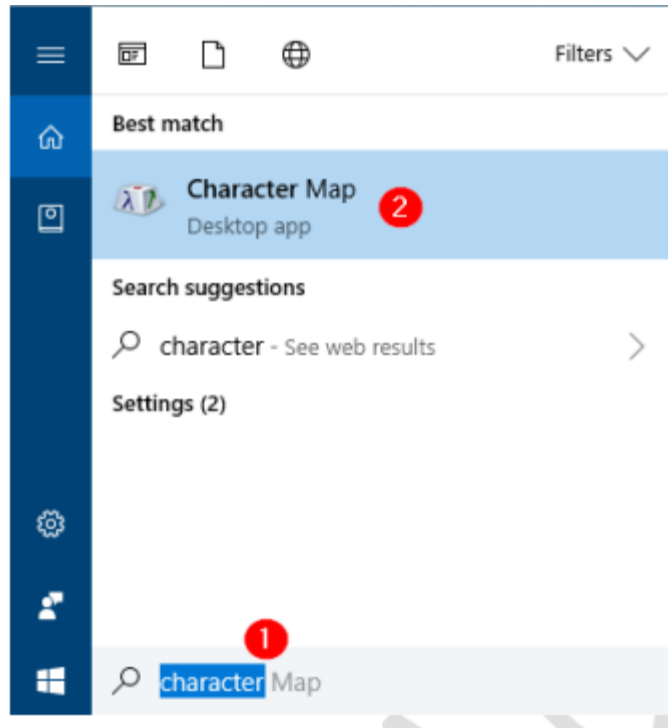 Filters
Best match
Character Map
2
Desktop app
Search suggestions
character - See web results
Settings (2)
1
character Map